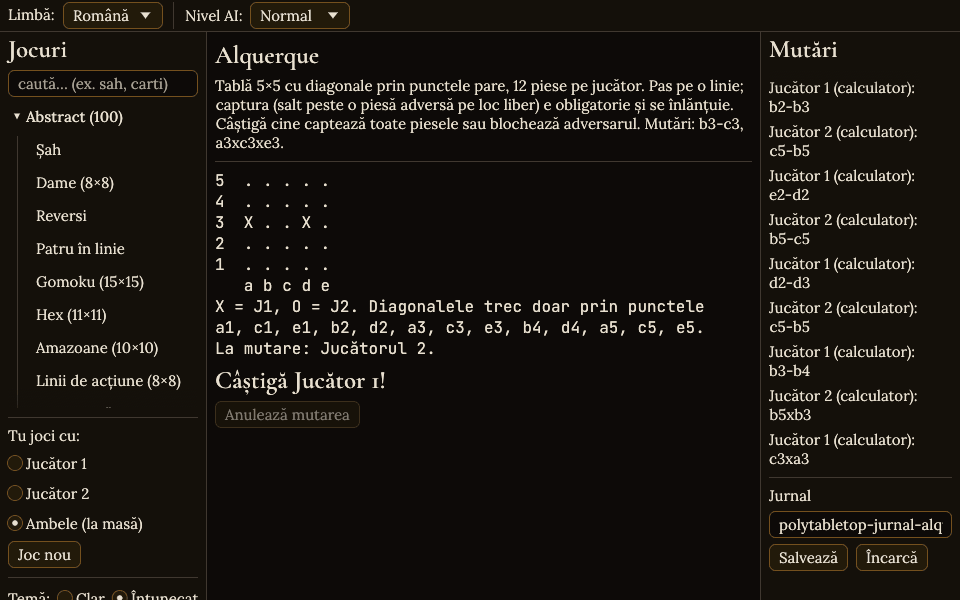 Limbă:
Română
Nivel AI:
Normal
Jocuri
caută... (ex. sah, carti)
Abstract (100)
Șah
Dame (8×8)
Reversi
Patru în linie
Gomoku (15×15)
Hex (11×11)
Amazoane (10×10)
Linii de acțiune (8×8)
Tu joci cu:
Jucător 1
Jucător 2
Ambele (la masă)
Joc nou
Temă:
Clar
Întunecat
Alquerque
Tablă 5×5 cu diagonale prin punctele pare, 12 piese pe jucător. Pas pe o linie;
captura (salt peste o piesă adversă pe loc liber) e obligatorie și se înlănțuie.
Câștigă cine captează toate piesele sau blochează adversarul. Mutări: b3-c3,
a3xc3xe3.
5 . . . . .
4 . . . . .
3 X . . X .
2 . . . . .
1 . . . . .
a b c d e
X = J1, O = J2. Diagonalele trec doar prin punctele
a1, c1, e1, b2, d2, a3, c3, e3, b4, d4, a5, c5, e5.
La mutare: Jucătorul 2.
Câștigă Jucător 1!
Anulează mutarea
Mutări
Jucător 1 (calculator):
b2-b3
Jucător 2 (calculator):
c5-b5
Jucător 1 (calculator):
e2-d2
Jucător 2 (calculator):
b5-c5
Jucător 1 (calculator):
d2-d3
Jucător 2 (calculator):
c5-b5
Jucător 1 (calculator):
b3-b4
Jucător 2 (calculator):
b5xb3
Jucător 1 (calculator):
c3xa3
Jurnal
polytabletop-jurnal-alq
Salvează
Încarcă